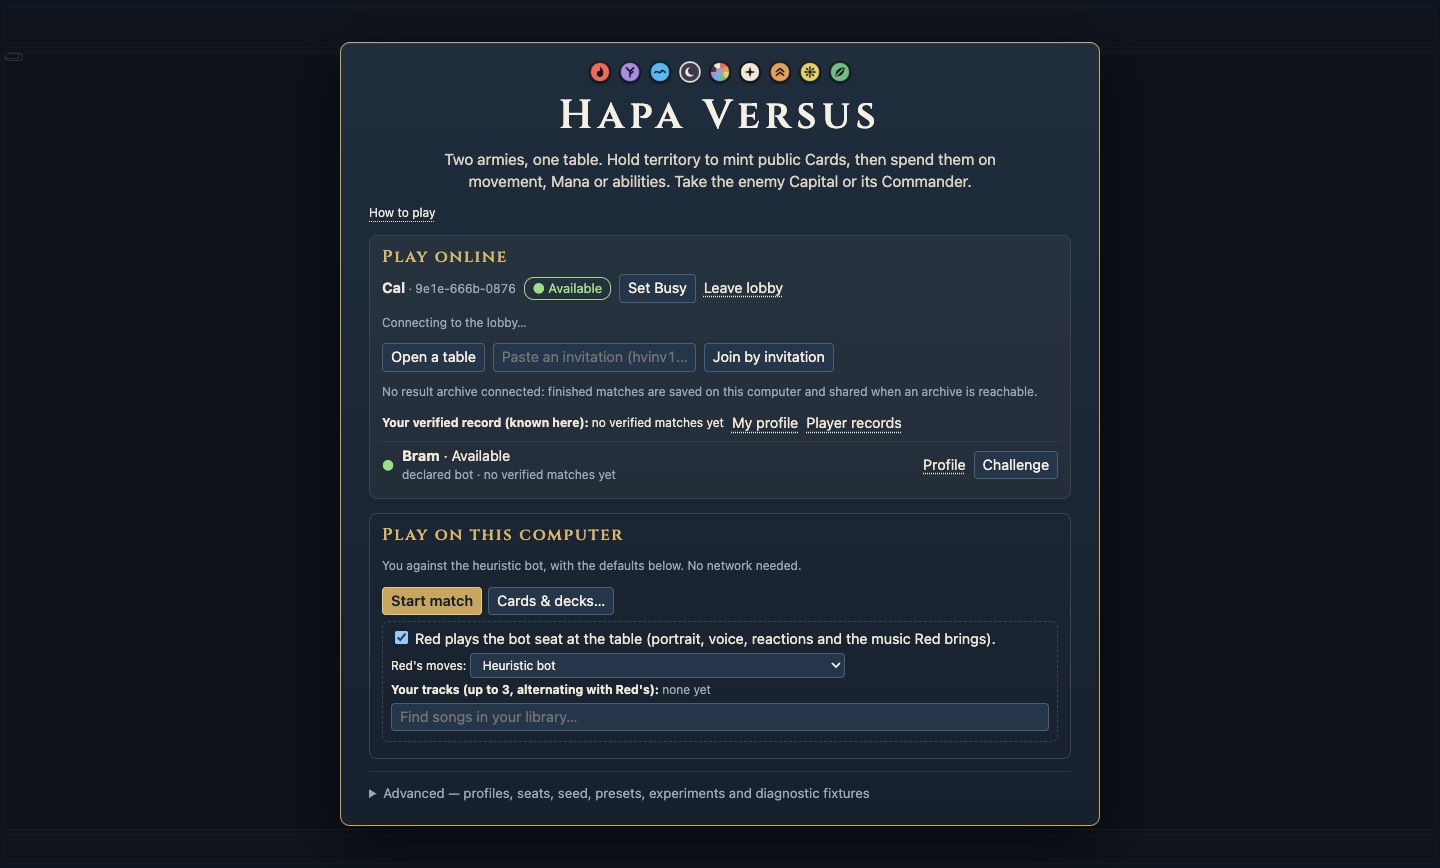 Hapa Versus
Two armies, one table. Hold territory to mint public Cards, then spend them on
movement, Mana or abilities. Take the enemy Capital or its Commander.
How to play
Play online
Cal · 9e1e-666b-0876 Available Set Busy Leave lobby
Connecting to the lobby…
Open a table Paste an invitation (hvinv1… Join by invitation
No result archive connected: finished matches are saved on this computer and shared when an archive is reachable.
Your verified record (known here): no verified matches yet My profile Player records
Bram · Available
declared bot · no verified matches yet
Profile Challenge
Play on this computer
You against the heuristic bot, with the defaults below. No network needed.
Start match Cards & decks…
Red plays the bot seat at the table (portrait, voice, reactions and the music Red brings).
Red's moves: Heuristic bot
Your tracks (up to 3, alternating with Red's): none yet
Find songs in your library…
Advanced — profiles, seats, seed, presets, experiments and diagnostic fixtures